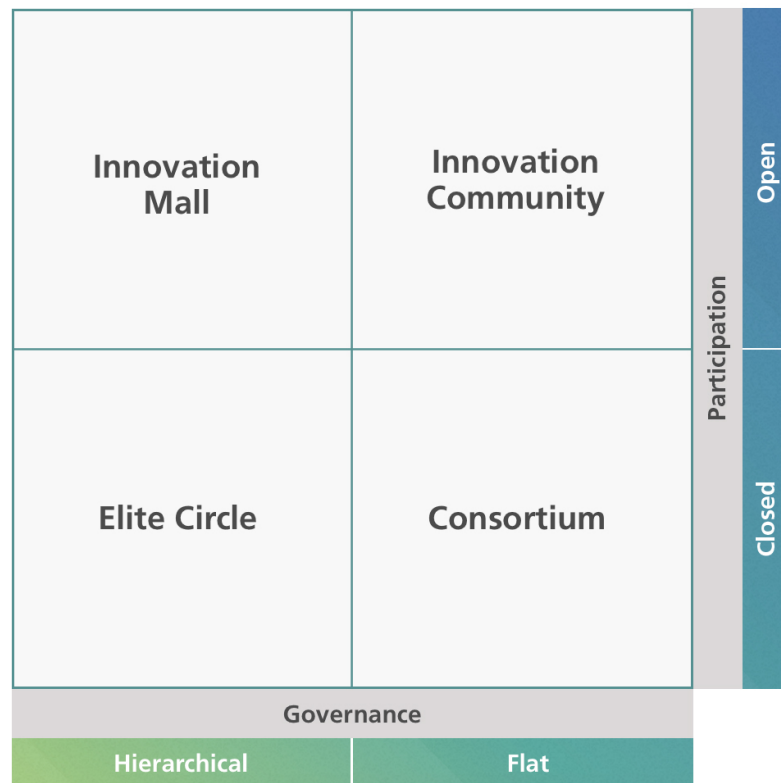 Innovation
Mall
Innovation
Community
Open
Participation
Elite Circle
Consortium
Closed
Governance
Hierarchical
Flat